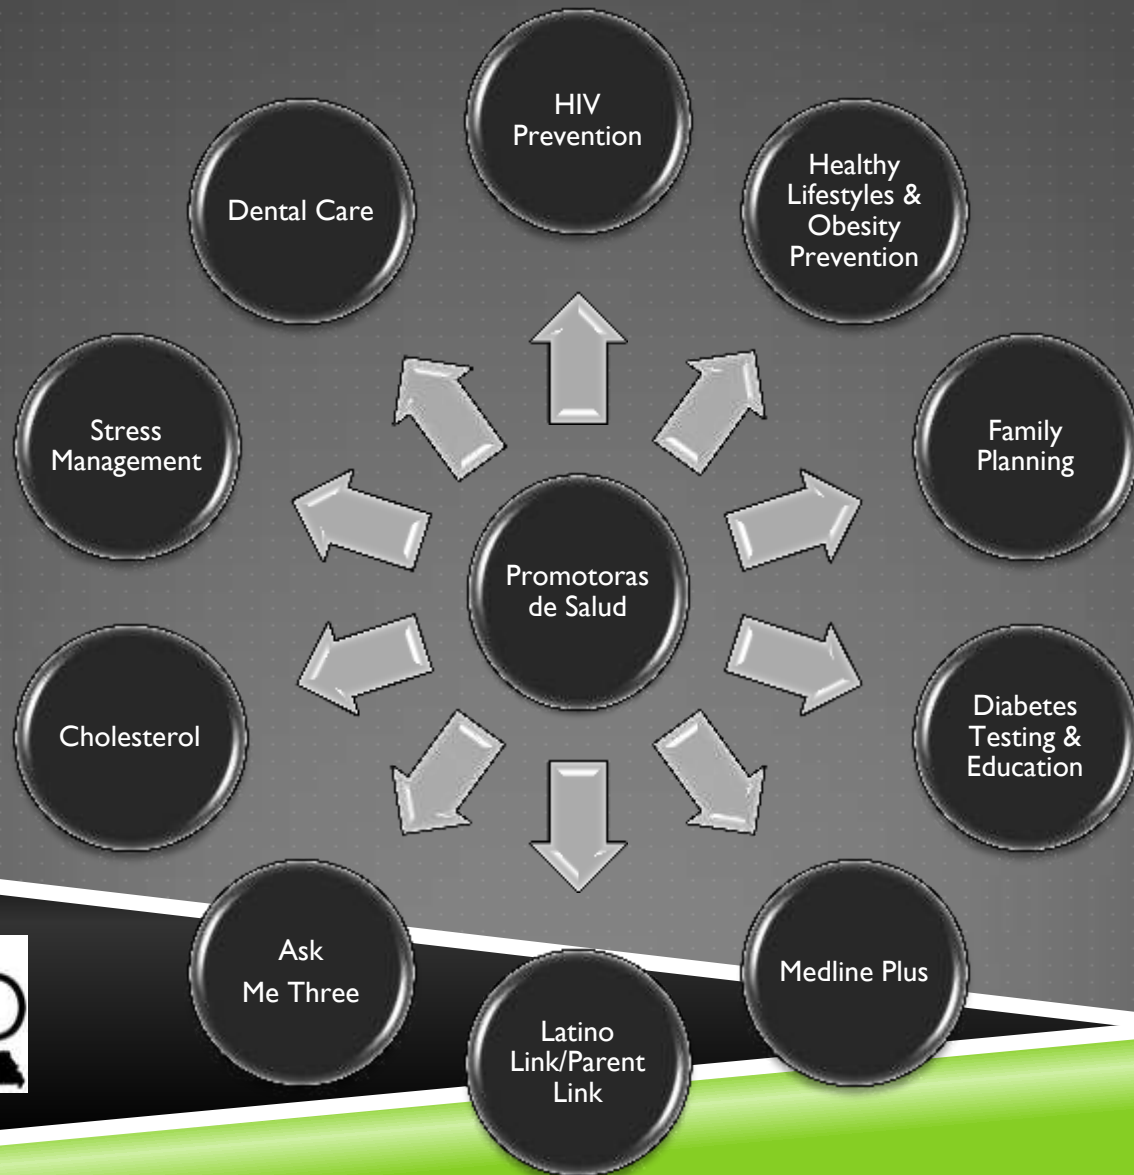 HIV
Prevention
Healthy
Lifestyles &
Obesity
Prevention
Family
Planning
Diabetes
Testing &
Education
Medline Plus
Latino
Link/Parent
Link
Ask
Me Three
Cholesterol
Stress
Management
Dental Care
Promotoras
de Salud